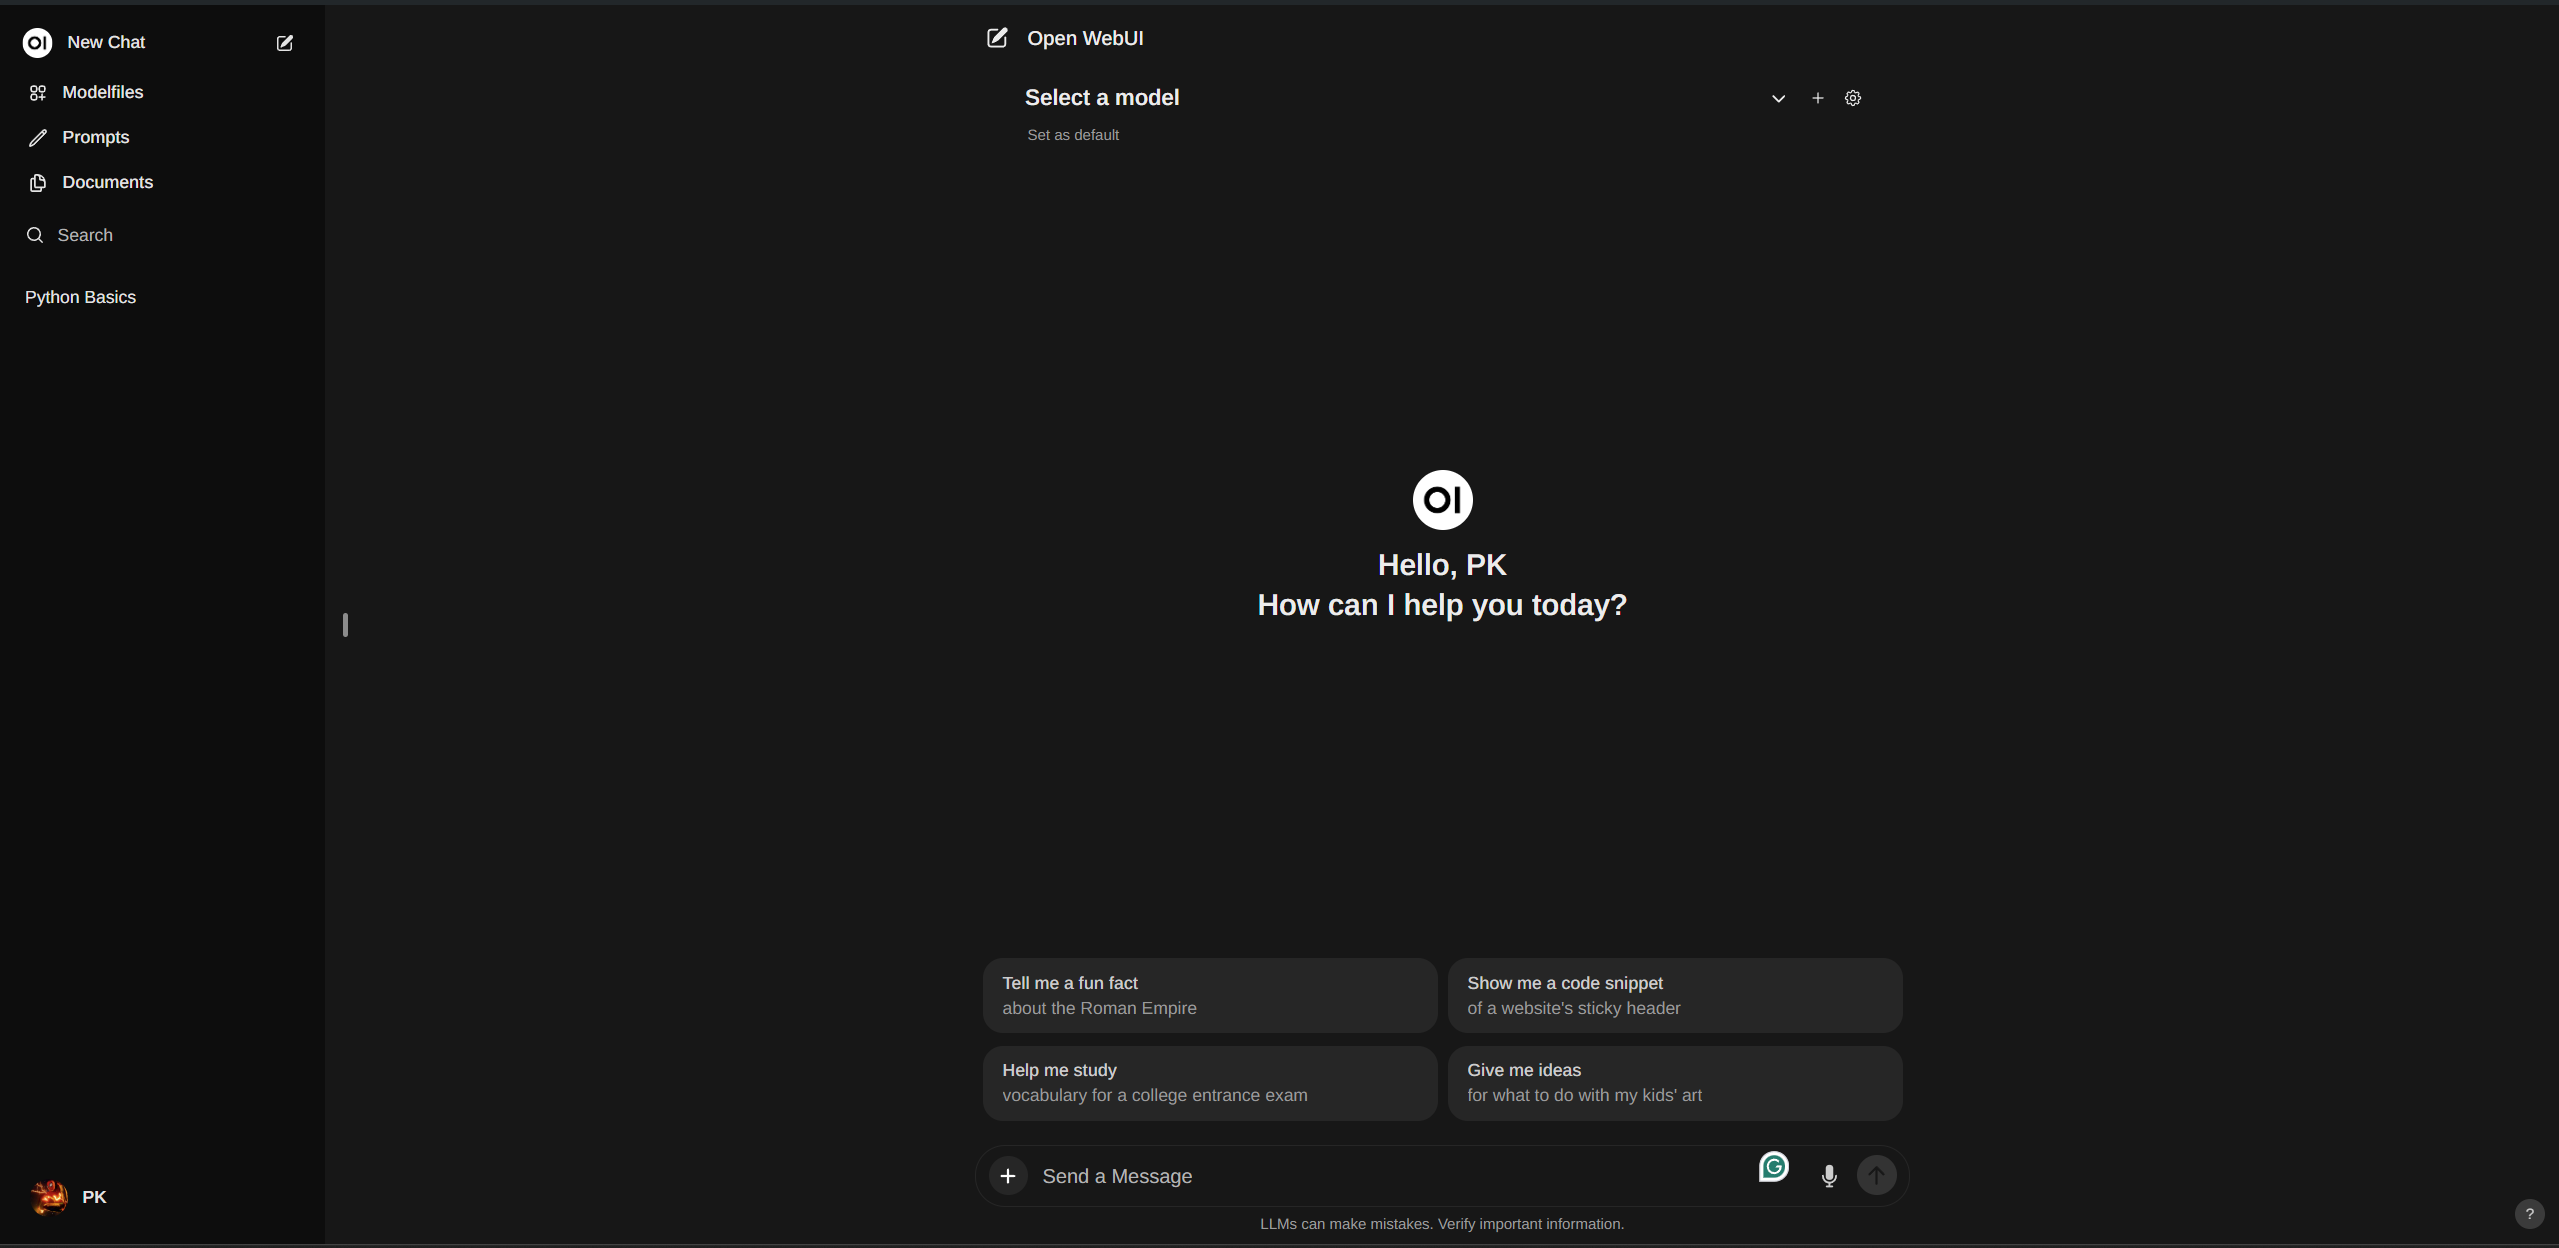 OI New Chat
Modelfiles
Prompts
Documents
Search
Python Basics
PK
Open WebUI
Select a model
Set as default
OI
Hello, PK
How can I help you today?
Tell me a fun fact
about the Roman Empire
Show me a code snippet
of a website's sticky header
Help me study
vocabulary for a college entrance exam
Give me ideas
for what to do with my kids' art
Send a Message
G
LLMs can make mistakes. Verify important information.
?